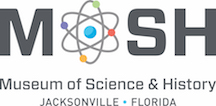 MOSH
Museum of Science & History
JACKSONVILLE • FLORIDA